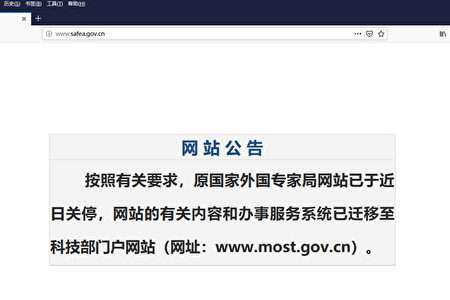 历史(S) 书签(B) 工具(T) 帮助(H)
www.safea.gov.cn
网站公告
按照有关要求，原国家外国专家局网站已于近
日关停，网站的有关内容和办事服务系统已迁移至
科技部门户网站（网址：www.most.gov.cn）。